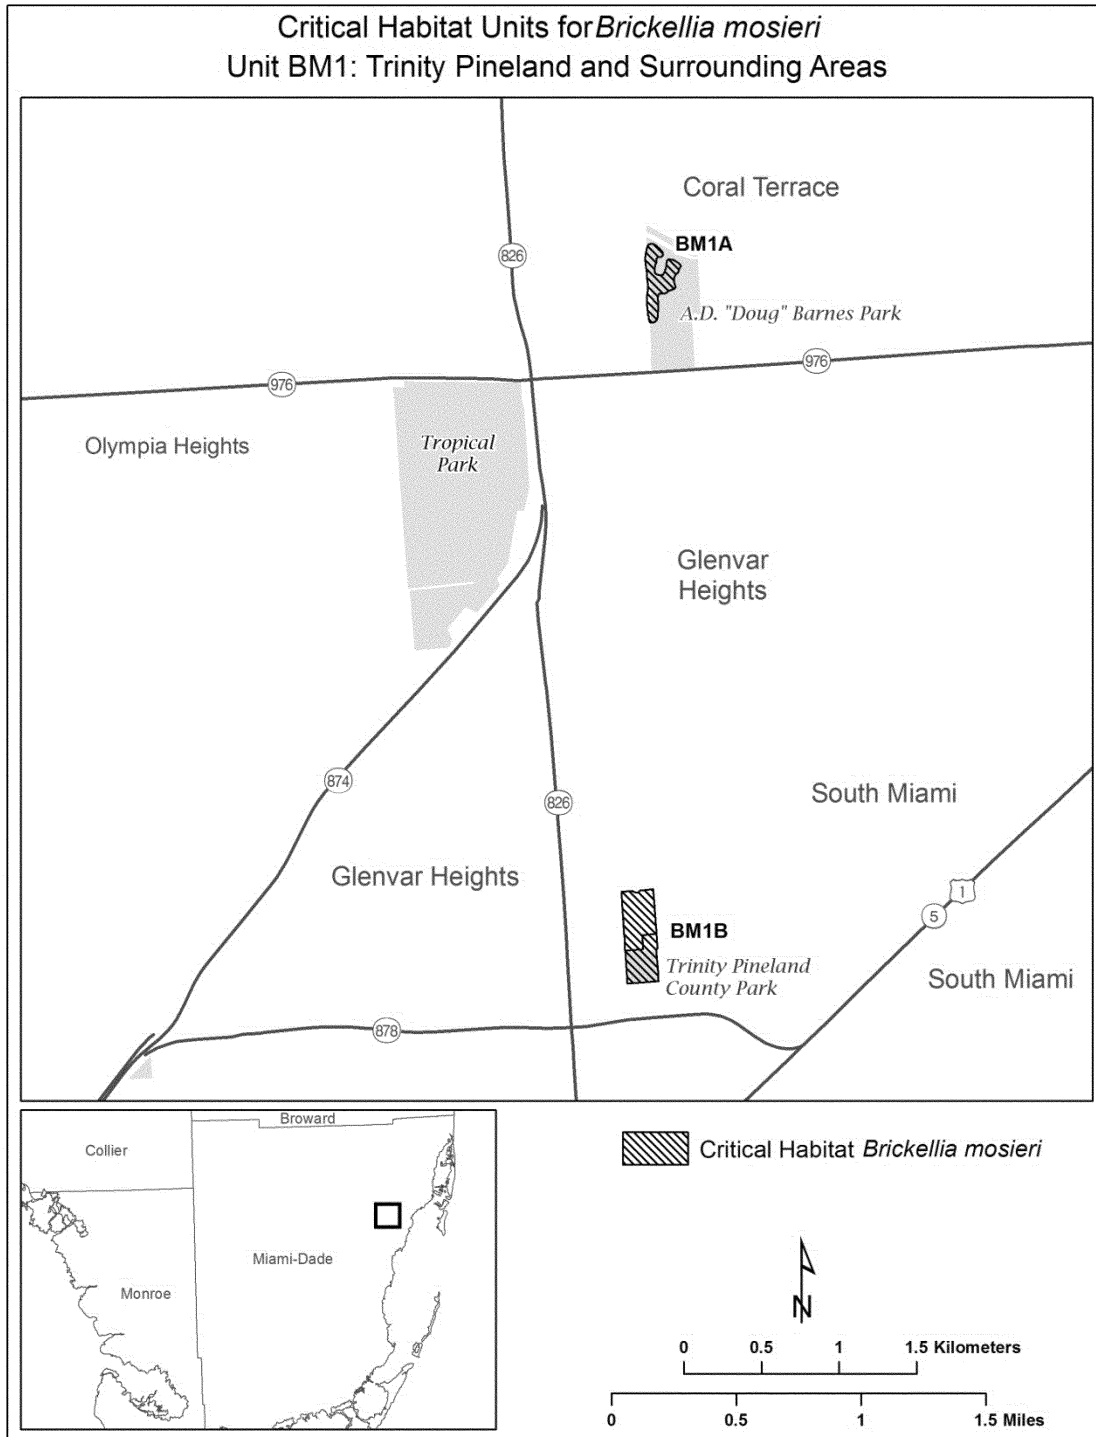 Critical Habitat Units for Brickellia mosieri
Unit BM1: Trinity Pineland and Surrounding Areas
Coral Terrace
826
BM1A
A.D. "Doug" Barnes Park
976
976
Olympia Heights
Tropical
Park
Glenvar
Heights
874
826
South Miami
Glenvar Heights
1
5
BM1B
Trinity Pineland
County Park
South Miami
878
Broward
Collier
Miami-Dade
Monroe
Critical Habitat Brickellia mosieri
N
0 0.5 1 1.5 Kilometers
0 0.5 1 1.5 Miles